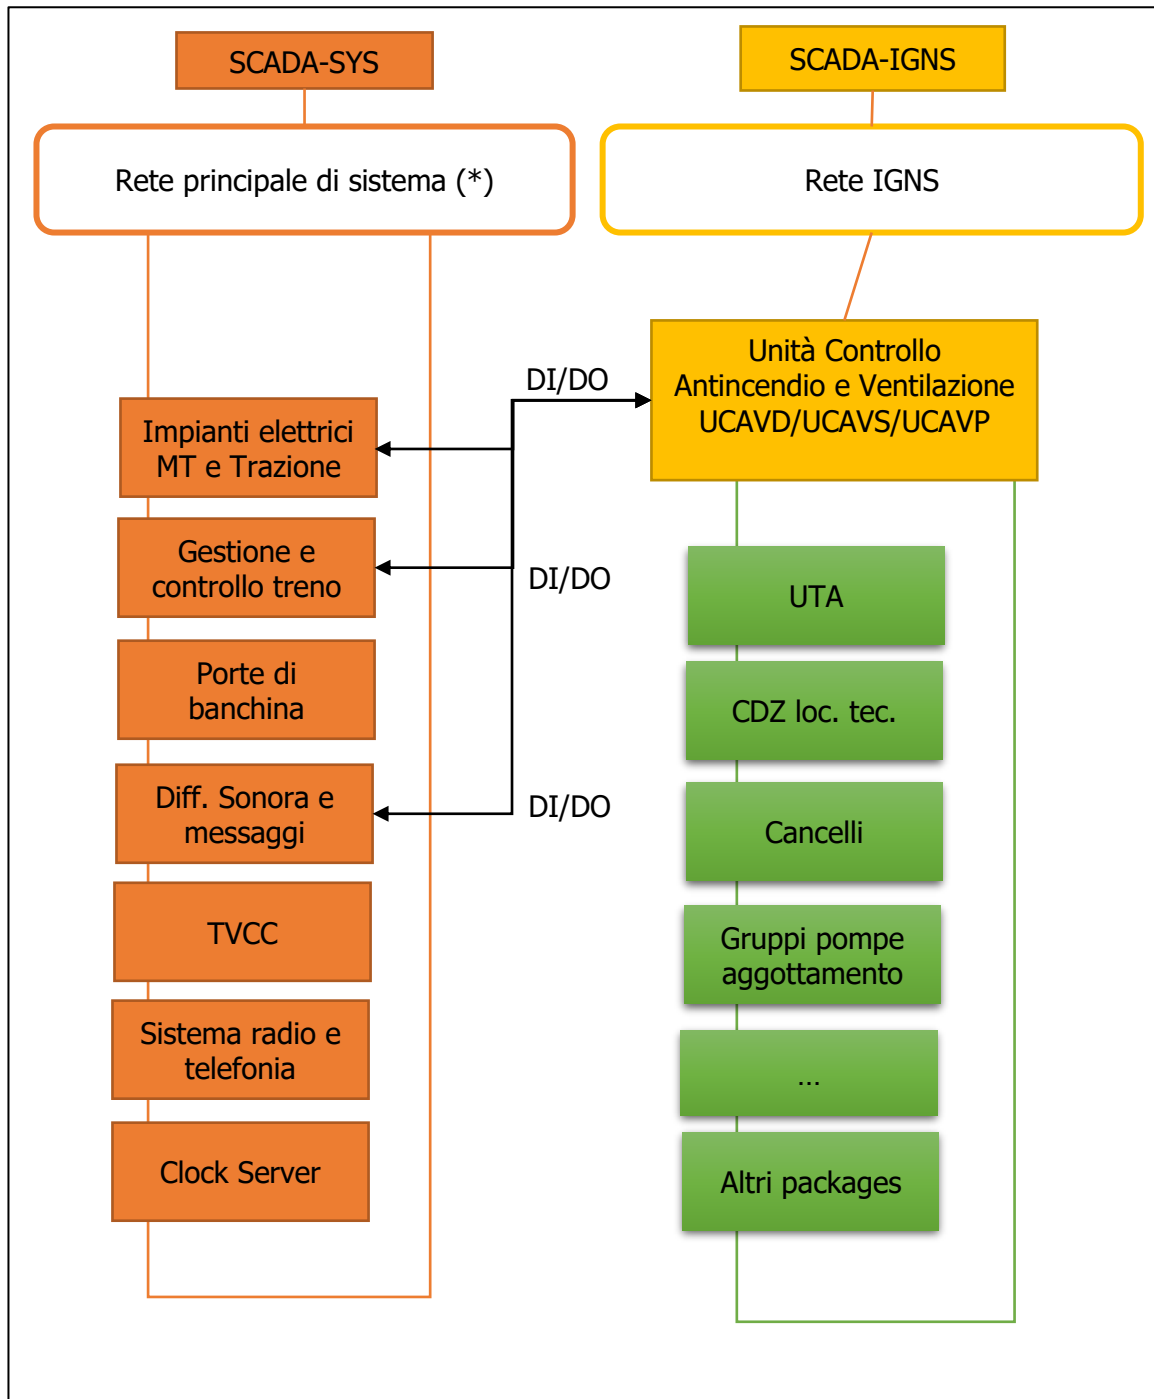 SCADA-SYS
SCADA-IGNS
Rete principale di sistema (*)
Rete IGNS
Unità Controllo
Antincendio e Ventilazione
UCAVD/UCAVS/UCAVP
DI/DO
Impianti elettrici
MT e Trazione
Gestione e
controllo treno
DI/DO
UTA
Porte di
banchina
CDZ loc. tec.
Diff. Sonora e
messaggi
DI/DO
Cancelli
TVCC
Gruppi pompe
aggottamento
Sistema radio e
telefonia
...
Clock Server
Altri packages